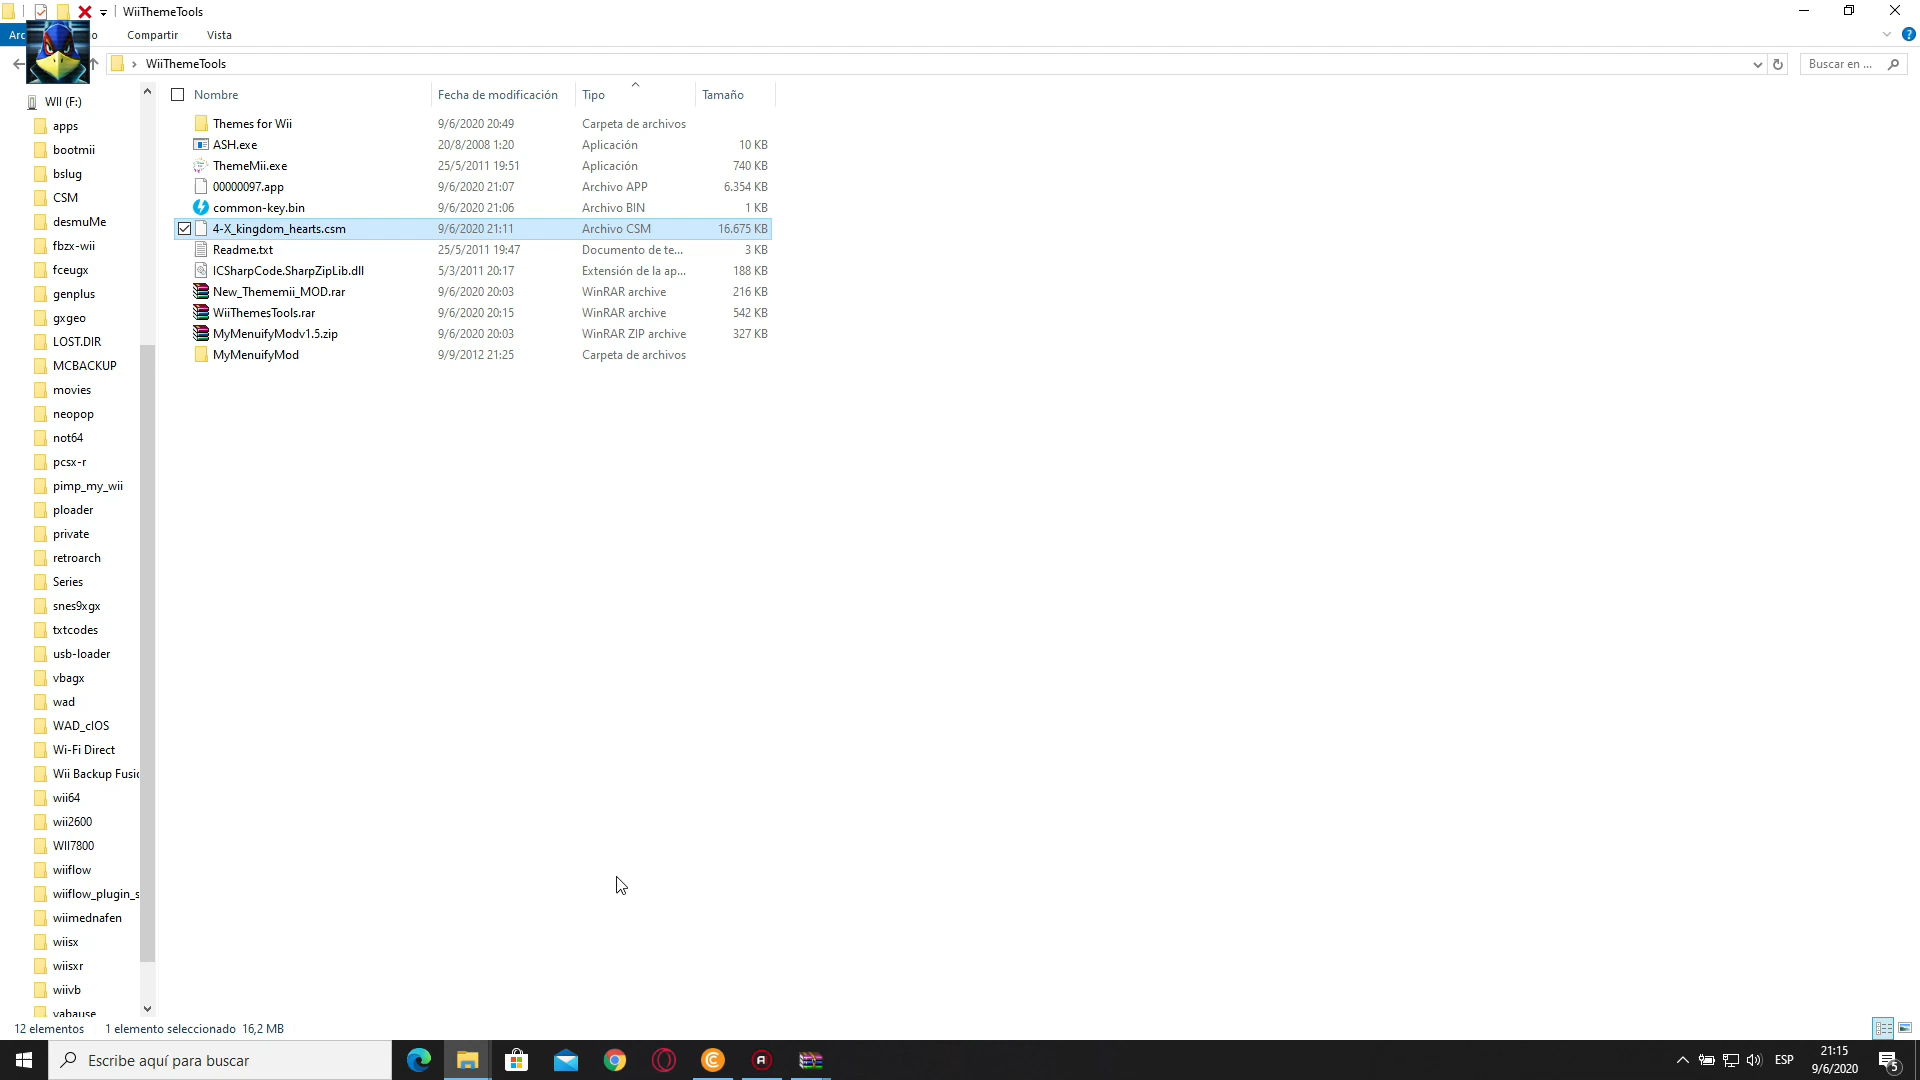 WiiThemeTools
Arc
o
Compartir
Vista
?
WiiThemeTools
Buscar en ...
WII (F:)
apps
bootmii
bslug
CSM
desmuMe
fbzx-wii
fceugx
genplus
gxgeo
LOST.DIR
MCBACKUP
movies
neopop
not64
pcsx-r
pimp_my_wii
ploader
private
retroarch
Series
snes9xgx
txtcodes
usb-loader
vbagx
wad
WAD_cIOS
Wi-Fi Direct
Wii Backup Fusio
wii64
wii2600
WII7800
wiiflow
wiiflow_plugin_s
wiimednafen
wiisx
wiisxr
wiivb
yabause
Nombre Fecha de modificación Tipo Tamaño
Themes for Wii 9/6/2020 20:49 Carpeta de archivos
ASH.exe 20/8/2008 1:20 Aplicación 10 KB
ThemeMii.exe 25/5/2011 19:51 Aplicación 740 KB
00000097.app 9/6/2020 21:07 Archivo APP 6.354 KB
common-key.bin 9/6/2020 21:06 Archivo BIN 1 KB
4-X_kingdom_hearts.csm 9/6/2020 21:11 Archivo CSM 16.675 KB
Readme.txt 25/5/2011 19:47 Documento de te... 3 KB
ICSharpCode.SharpZipLib.dll 5/3/2011 20:17 Extensión de la ap... 188 KB
New_Thememii_MOD.rar 9/6/2020 20:03 WinRAR archive 216 KB
WiiThemesTools.rar 9/6/2020 20:15 WinRAR archive 542 KB
MyMenuifyModv1.5.zip 9/6/2020 20:03 WinRAR ZIP archive 327 KB
MyMenuifyMod 9/9/2012 21:25 Carpeta de archivos
12 elementos 1 elemento seleccionado 16,2 MB
Escribe aquí para buscar
ESP
21:15
9/6/2020
5